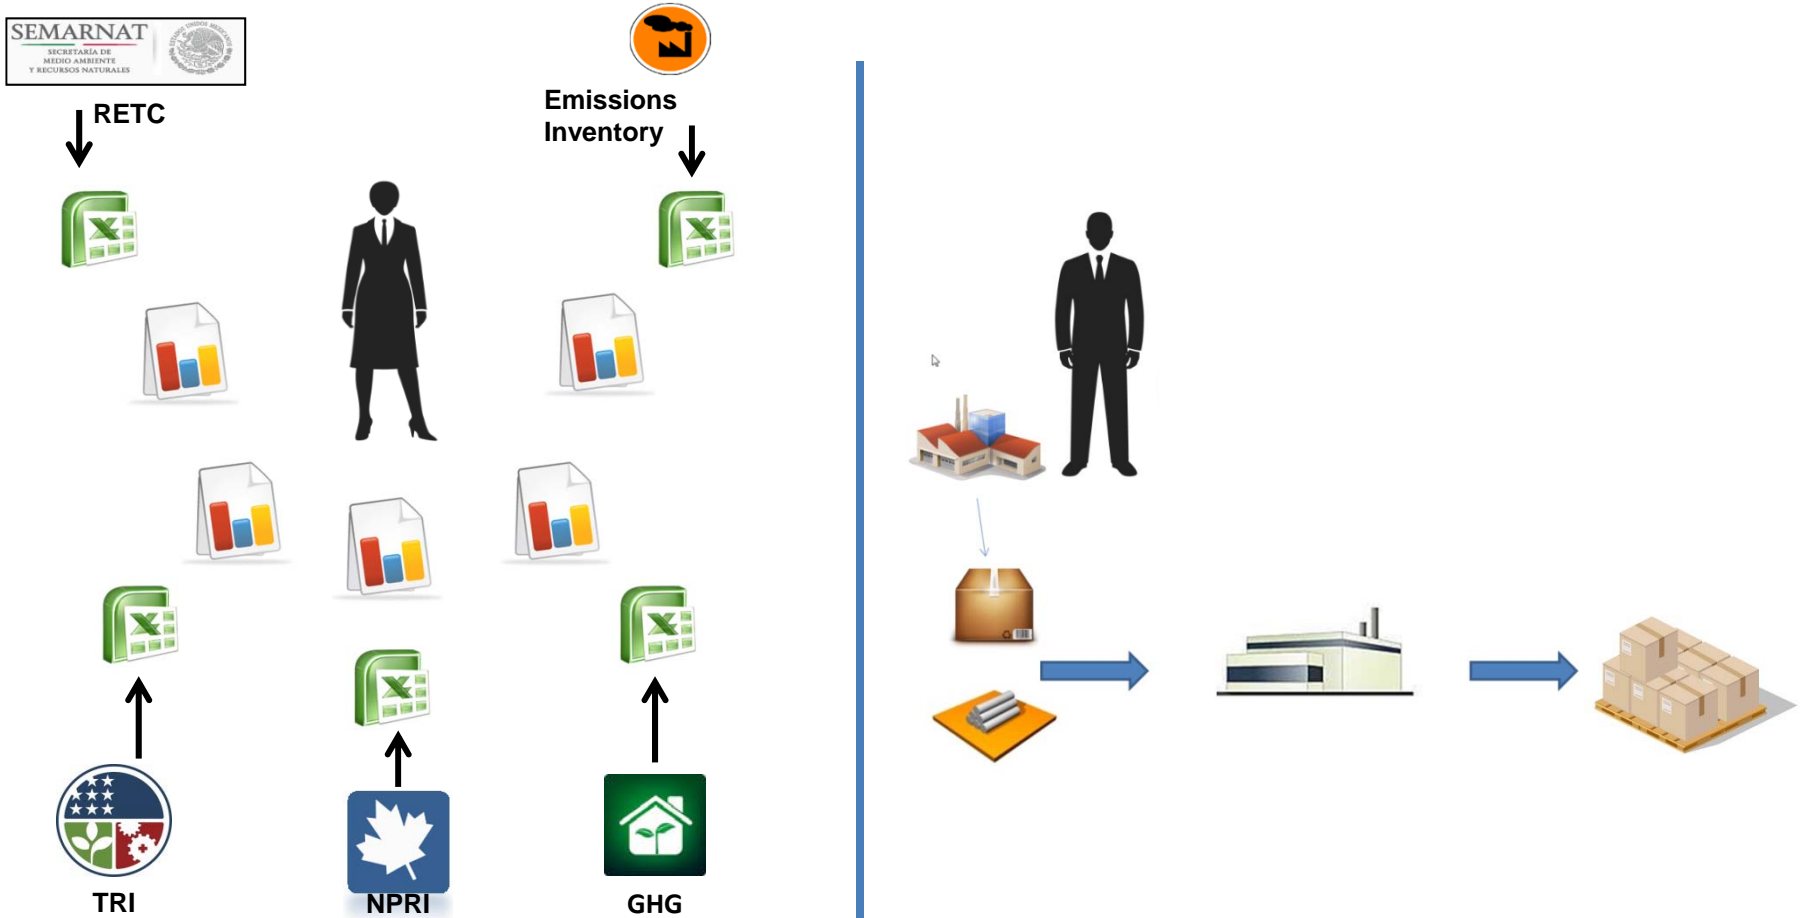 SEMARNAT
SECRETARÍA DE
MEDIO AMBIENTE
Y RECURSOS NATURALES
RETC
Emissions
Inventory
TRI
NPRI
GHG